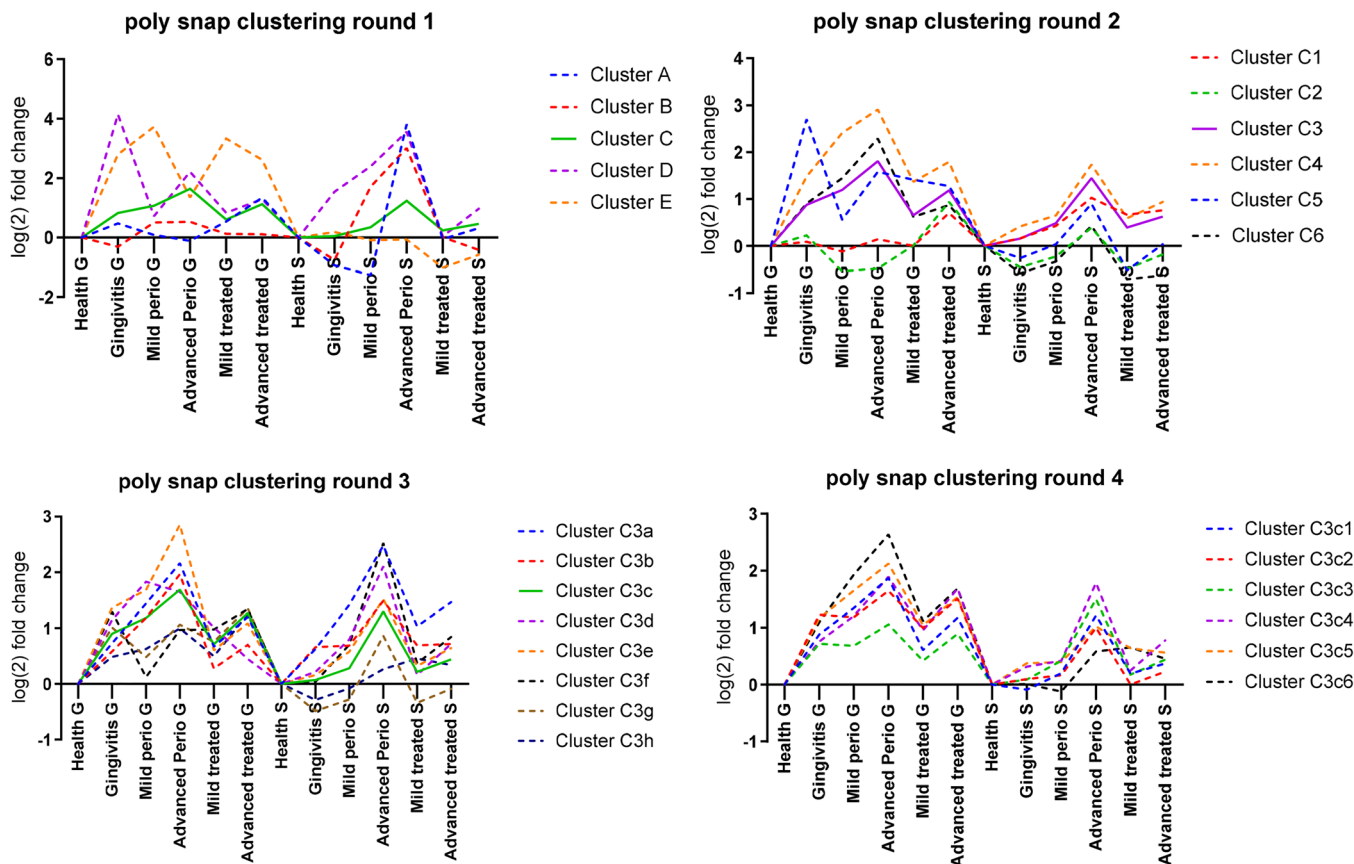 poly snap clustering round 1
log(2) fold change
6
4
2
0
-2
Health G
Gingivitis G
Mild perio G
Advanced Perio G
Mild treated G
Advanced treated G
Health S
Gingivitis S
Mild perio S
Advanced Perio S
Mild treated S
Advanced treated S
Cluster A
Cluster B
Cluster C
Cluster D
Cluster E
poly snap clustering round 2
log(2) fold change
4
3
2
1
0
-1
Health G
Gingivitis G
Mild perio G
Advanced Perio G
Mild treated G
Advanced treated G
Health S
Gingivitis S
Mild perio S
Advanced Perio S
Mild treated S
Advanced treated S
Cluster C1
Cluster C2
Cluster C3
Cluster C4
Cluster C5
Cluster C6
poly snap clustering round 3
log(2) fold change
3
2
1
0
-1
Health G
Gingivitis G
Mild perio G
Advanced Perio G
Mild treated G
Advanced treated G
Health S
Gingivitis S
Mild perio S
Advanced Perio S
Mild treated S
Advanced treated S
Cluster C3a
Cluster C3b
Cluster C3c
Cluster C3d
Cluster C3e
Cluster C3f
Cluster C3g
Cluster C3h
poly snap clustering round 4
log(2) fold change
3
2
1
0
-1
Health G
Gingivitis G
Mild perio G
Advanced Perio G
Mild treated G
Advanced treated G
Health S
Gingivitis S
Mild perio S
Advanced Perio S
Mild treated S
Advanced treated S
Cluster C3c1
Cluster C3c2
Cluster C3c3
Cluster C3c4
Cluster C3c5
Cluster C3c6